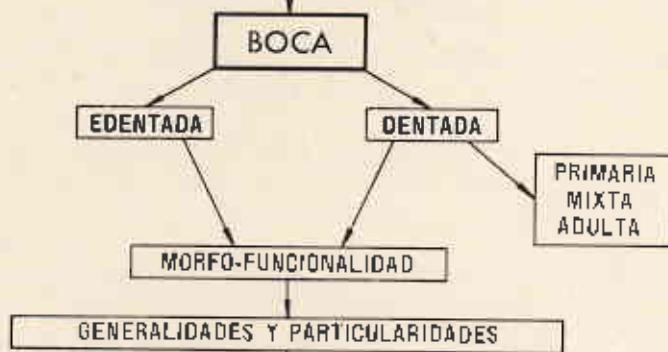 BOCA
EDENTADA
DENTADA
PRIMARIA
MIXTA
ADULTA
MORFO-FUNCIONALIDAD
GENERALIDADES Y PARTICULARIDADES